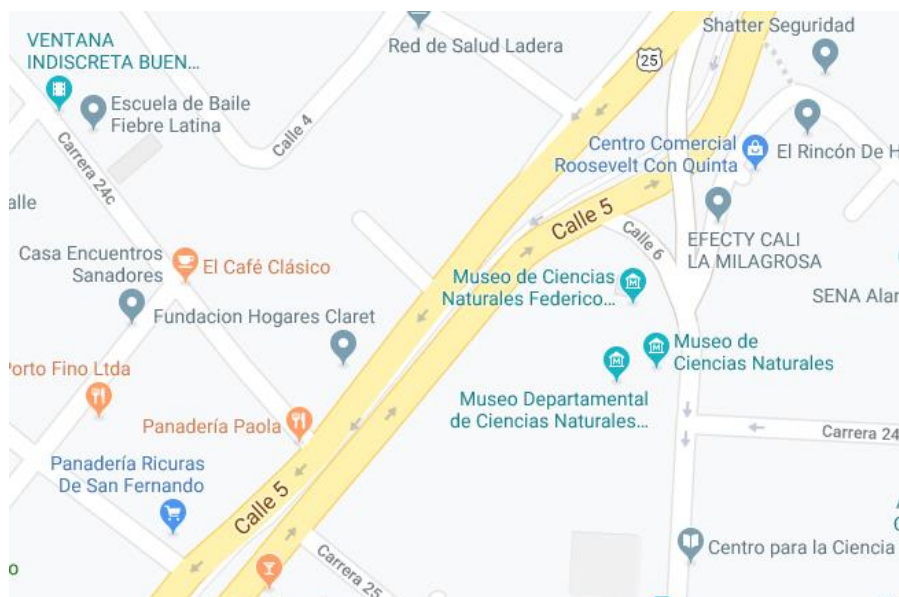 Shatter Seguridad
VENTANA
INDISCRETA BUEN...
Red de Salud Ladera
25
Escuela de Baile
Fiebre Latina
Calle 4
Centro Comercial
Roosevelt Con Quinta
El Rincón De H
Carrera 24c
alle
Calle 5
Calle 6
EFECTY CALI
LA MILAGROSA
Casa Encuentros
Sanadores
El Café Clásico
Museo de Ciencias
Naturales Federico...
SENA Alar
Fundacion Hogares Claret
Museo de
Ciencias Naturales
Porto Fino Ltda
Museo Departamental
de Ciencias Naturales...
Panadería Paola
Carrera 24
Panadería Ricuras
De San Fernando
Calle 5
Centro para la Ciencia
Carrera 25
o